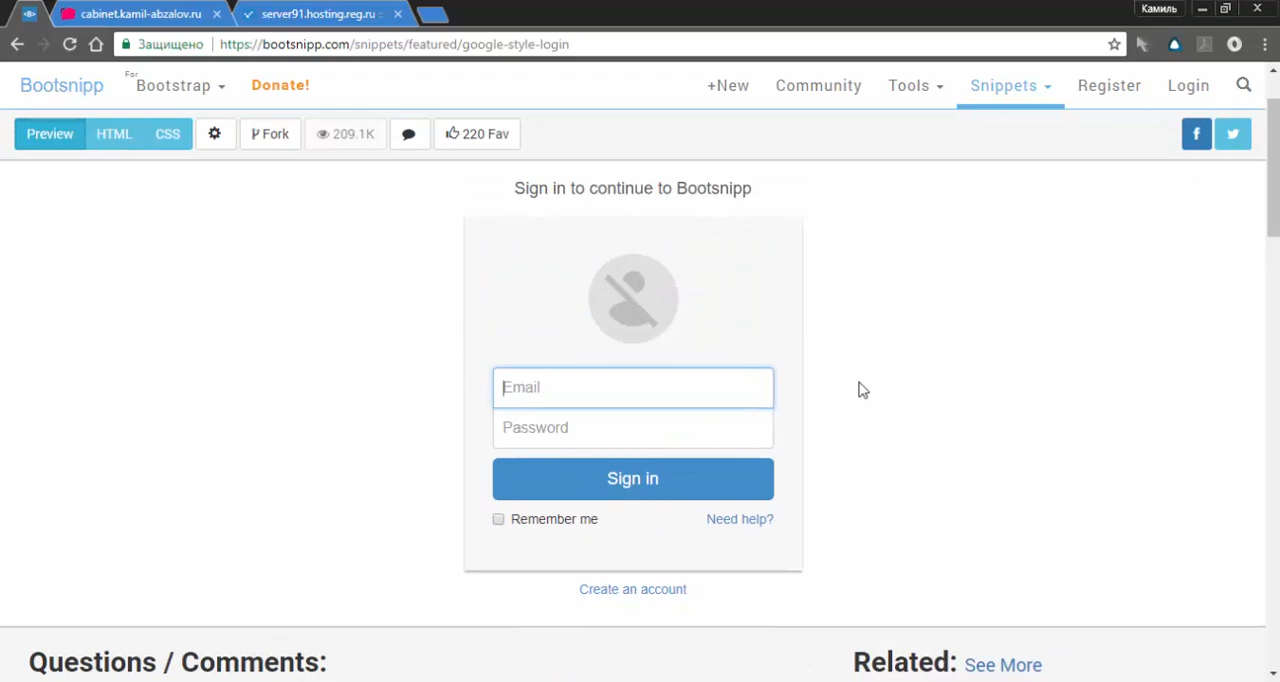 cabinet.kamil-abzalov.ru
server91.hosting.reg.ru ::
Камиль
Защищено
https://bootsnipp.com/snippets/featured/google-style-login
Bootsnipp
For
Bootstrap
Donate!
+New
Community
Tools
Snippets
Register
Login
Preview
HTML
CSS
Fork
209.1K
220 Fav
Sign in to continue to Bootsnipp
Email
Password
Sign in
Remember me
Need help?
Create an account
Questions / Comments:
Related: See More